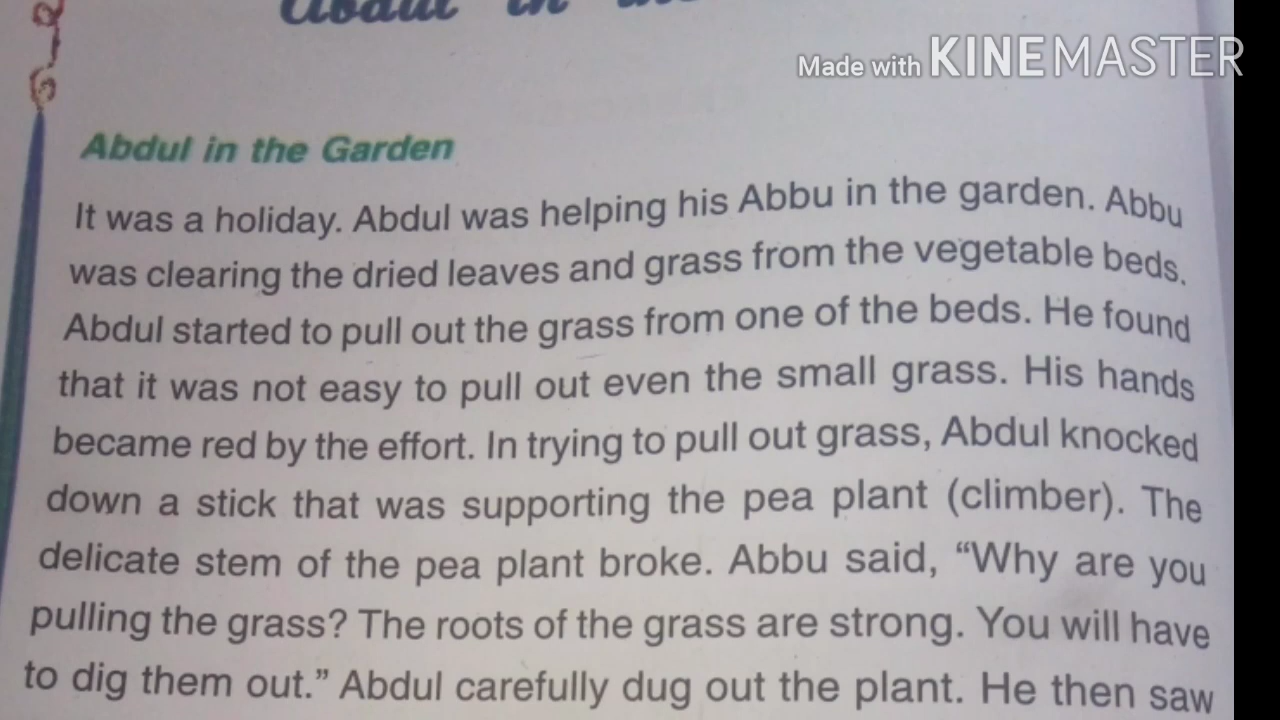 Abdul in
Made with KINEMASTER
Abdul in the Garden
It was a holiday. Abdul was helping his Abbu in the garden. Abbu
was clearing the dried leaves and grass from the vegetable beds.
Abdul started to pull out the grass from one of the beds. He found
that it was not easy to pull out even the small grass. His hands
became red by the effort. In trying to pull out grass, Abdul knocked
down a stick that was supporting the pea plant (climber). The
delicate stem of the pea plant broke. Abbu said, “Why are you
pulling the grass? The roots of the grass are strong. You will have
to dig them out.” Abdul carefully dug out the plant. He then saw